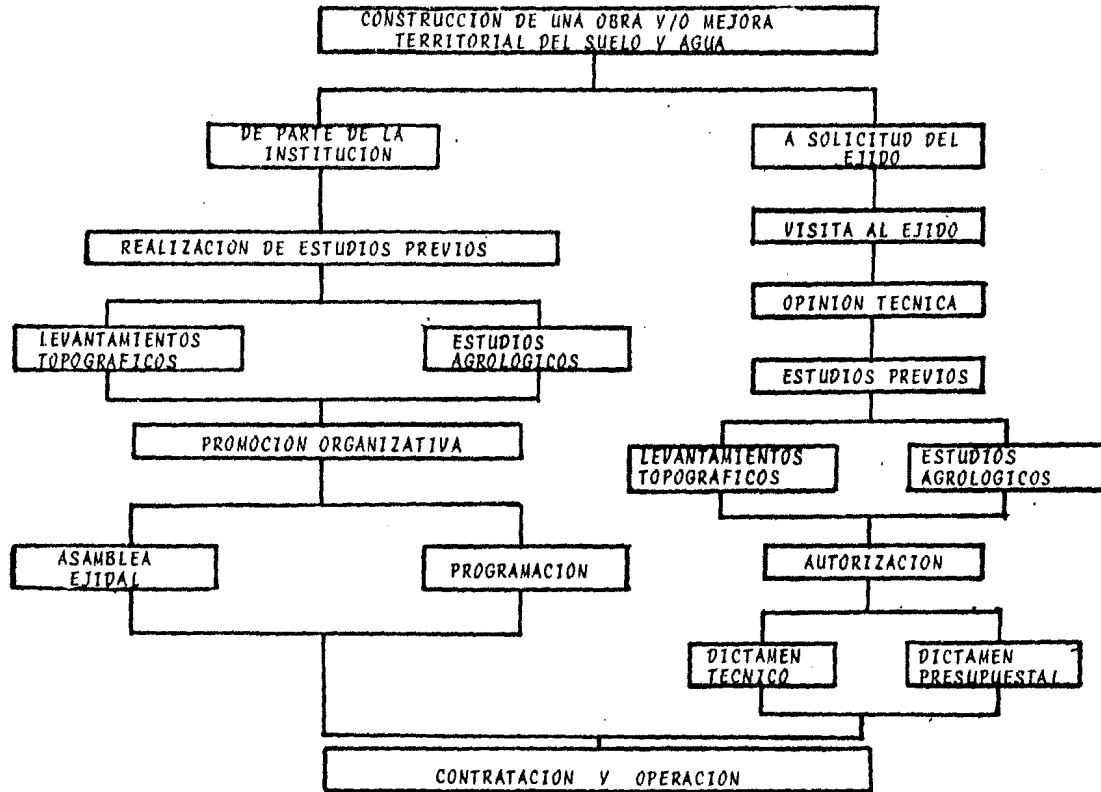 CONSTRUCCION DE UNA OBRA Y/O MEJORA
TERRITORIAL DEL SUELO Y AGUA
DE PARTE DE LA
INSTITUCION
A SOLICITUD DEL
EJIDO
REALIZACION DE ESTUDIOS PREVIOS
VISITA AL EJIDO
OPINION TECNICA
LEVANTAMIENTOS
TOPOGRAFICOS
ESTUDIOS
AGROLOGICOS
ESTUDIOS PREVIOS
PROMOCION ORGANIZATIVA
LEVANTAMIENTOS
TOPOGRAFICOS
ESTUDIOS
AGROLOGICOS
ASAMBLEA
EJIDAL
PROGRAMACION
AUTORIZACION
DICTAMEN
TECNICO
DICTAMEN
PRESUPUESTAL
CONTRATACION Y OPERACION